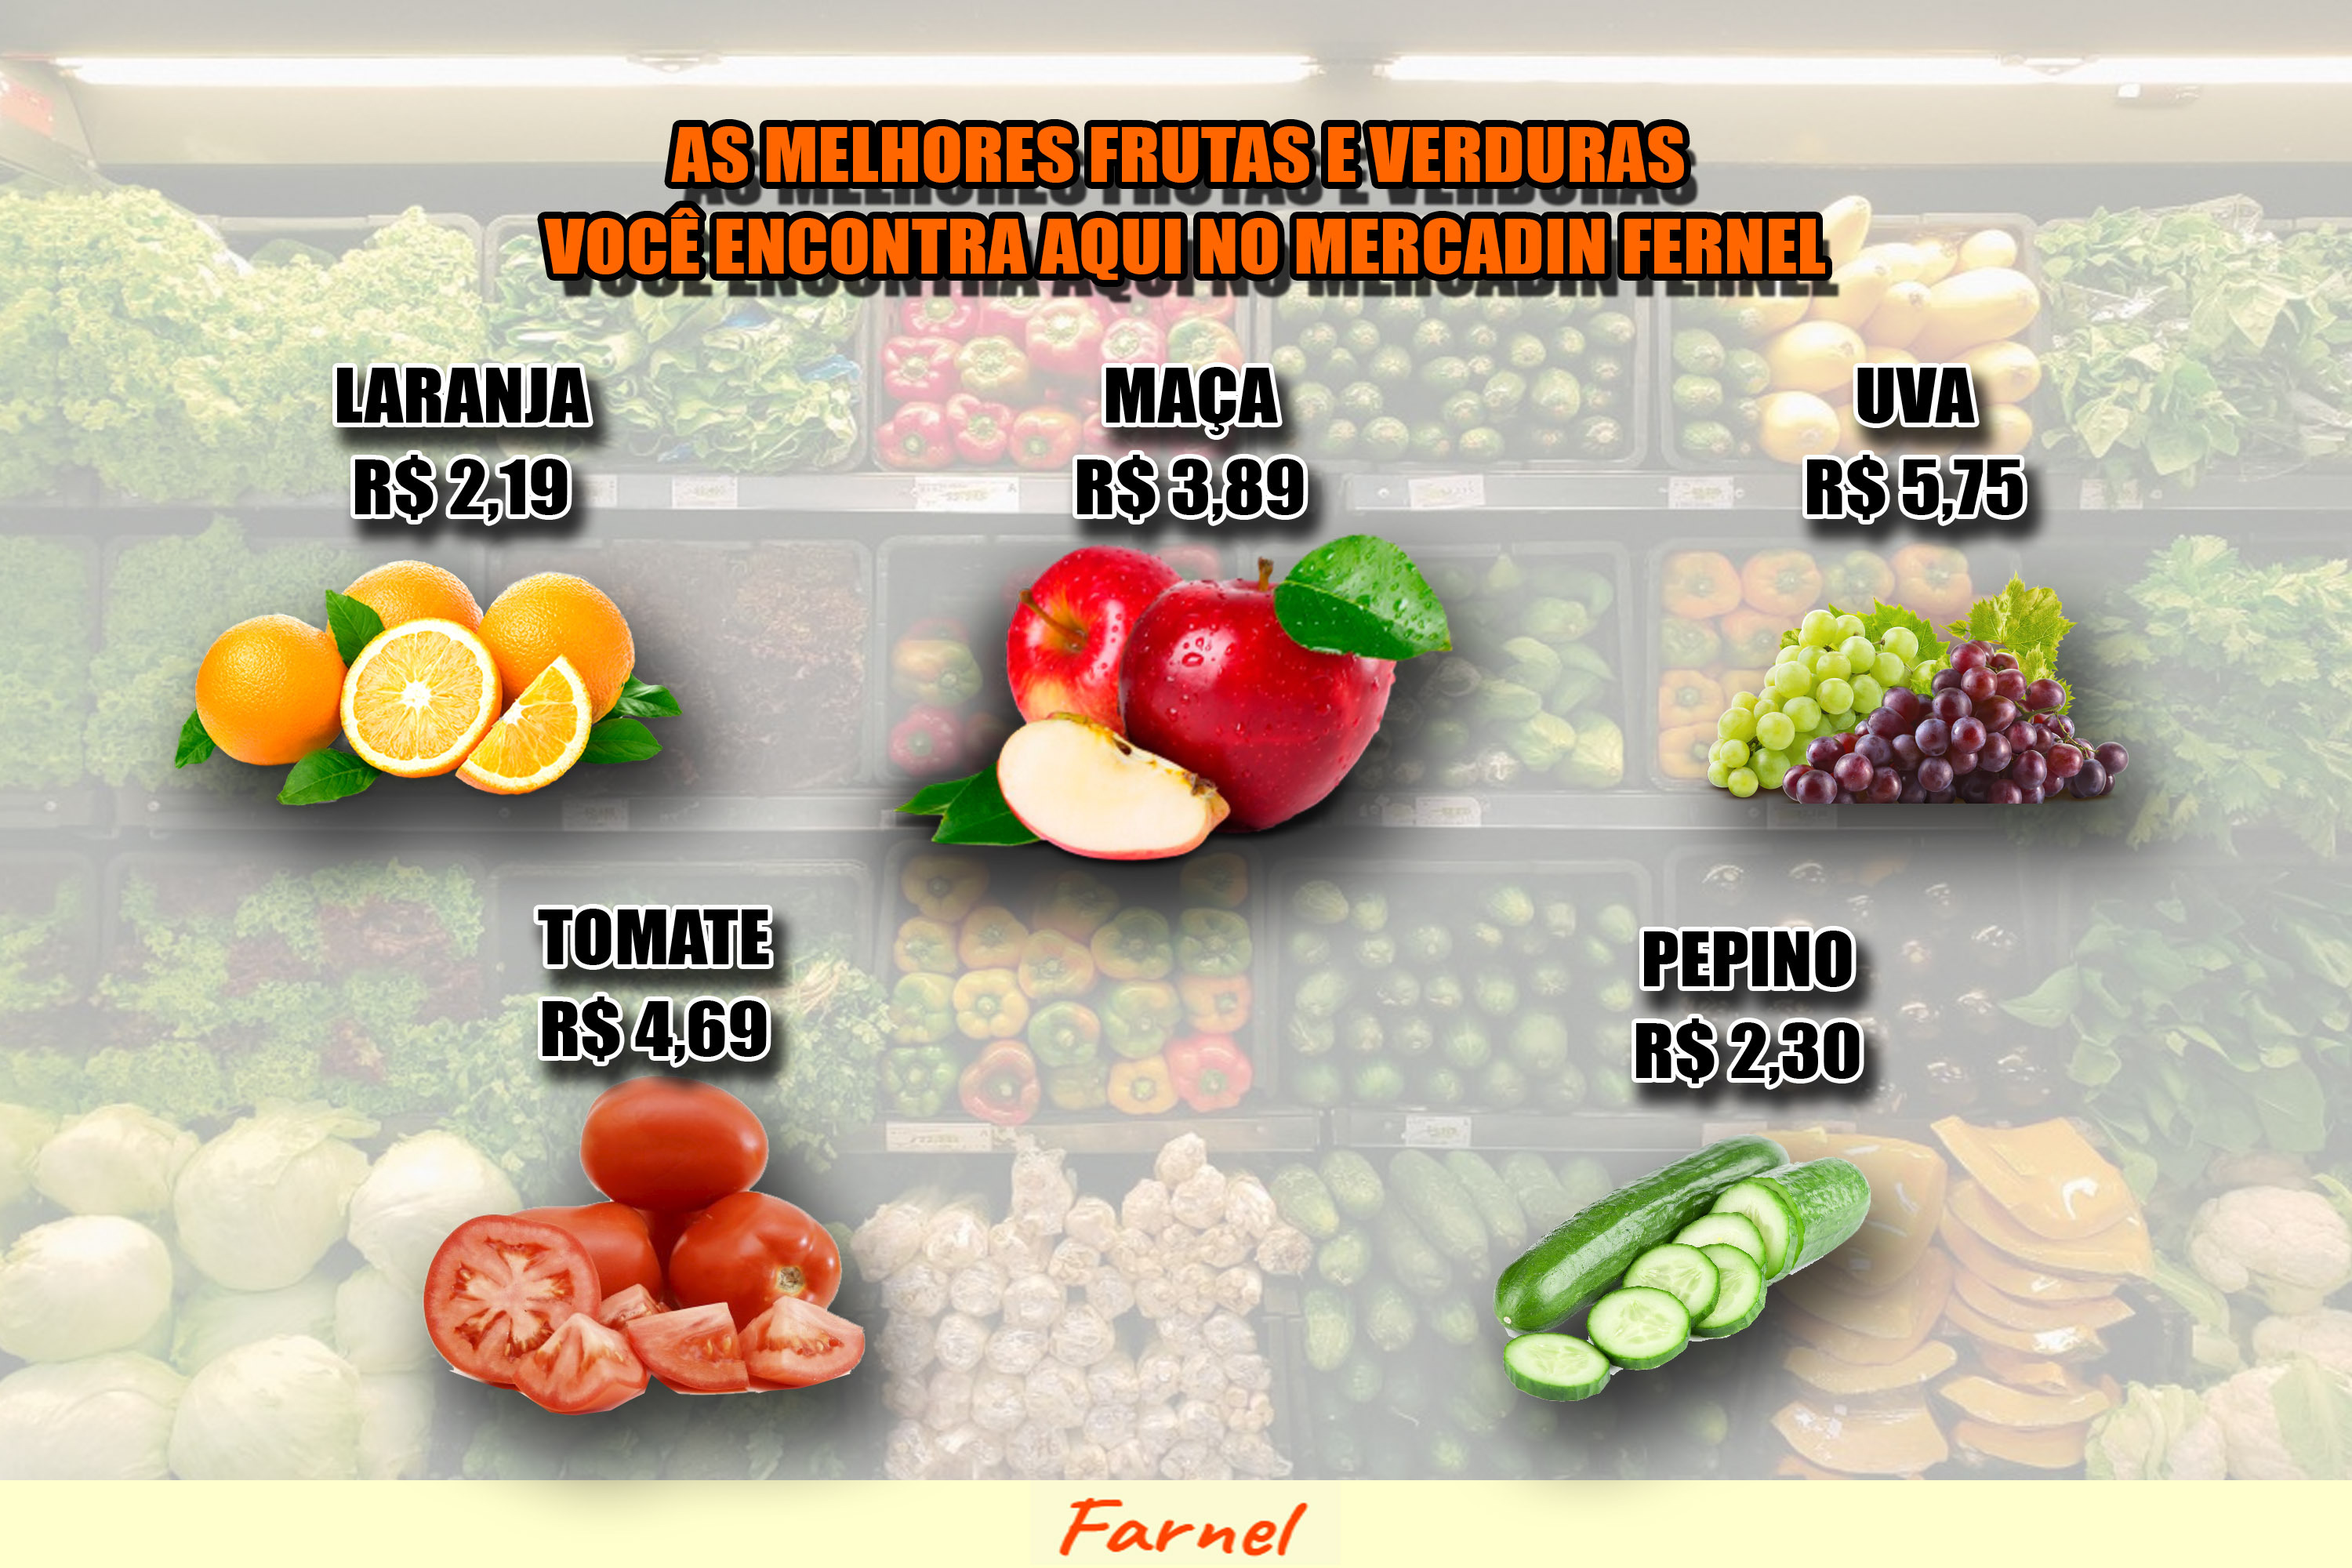 AS MELHORES FRUTAS E VERDURAS
VOCÊ ENCONTRA AQUI NO MERCADIN FERNEL
LARANJA
R$ 2,19
MAÇA
R$ 3,89
UVA
R$ 5,75
TOMATE
R$ 4,69
PEPINO
R$ 2,30
Farnel